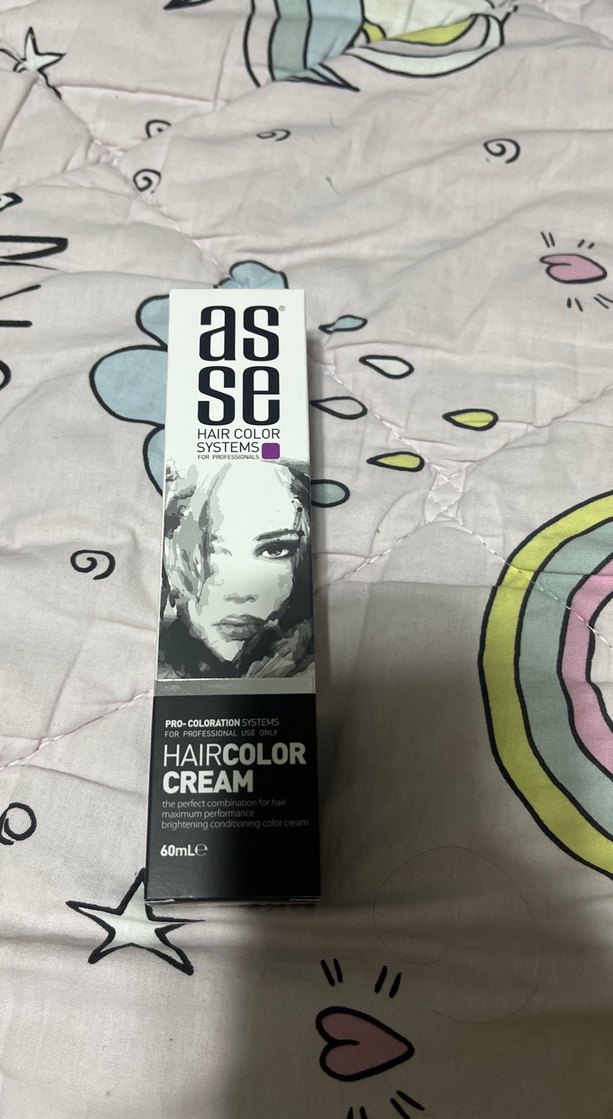 as
se®
HAIR COLOR
SYSTEMS
FOR PROFESSIONALS
PRO- COLORATION SYSTEMS
FOR PROFESSIONAL USE ONLY
HAIRCOLOR
CREAM
the perfect combination for hair
maximum performance
brightening conditioning color cream
60mLe